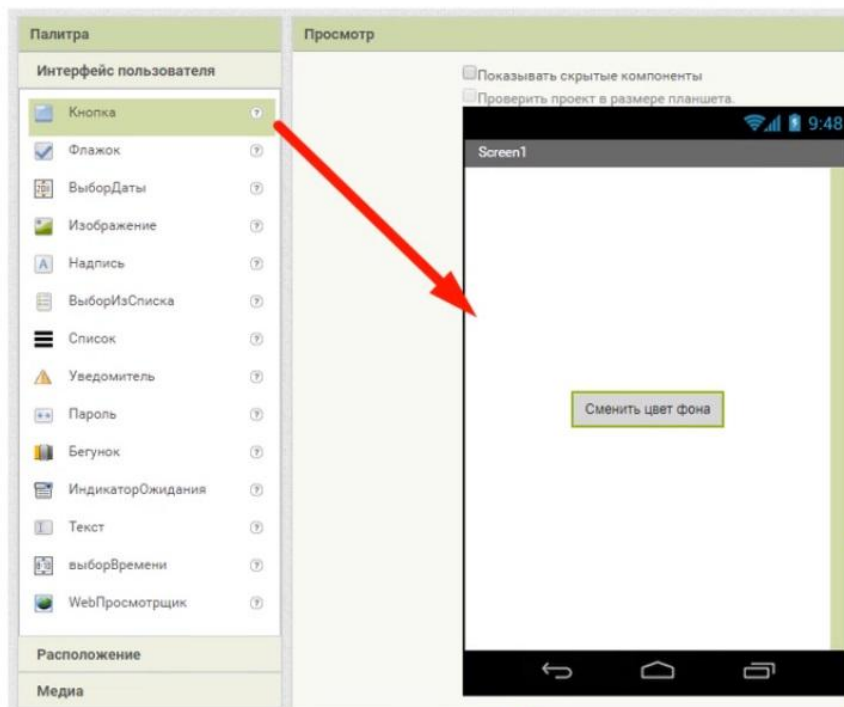 Палитра
Интерфейс пользователя
Кнопка
Флажок
ВыборДаты
Изображение
Надпись
ВыборИзСписка
Список
Уведомитель
Пароль
Бегунок
ИндикаторОжидания
Текст
выборВремени
WebПросмотрщик
Расположение
Медиа
Просмотр
Показывать скрытые компоненты
Проверить проект в размере планшета.
9:48
Screen1
Сменить цвет фона